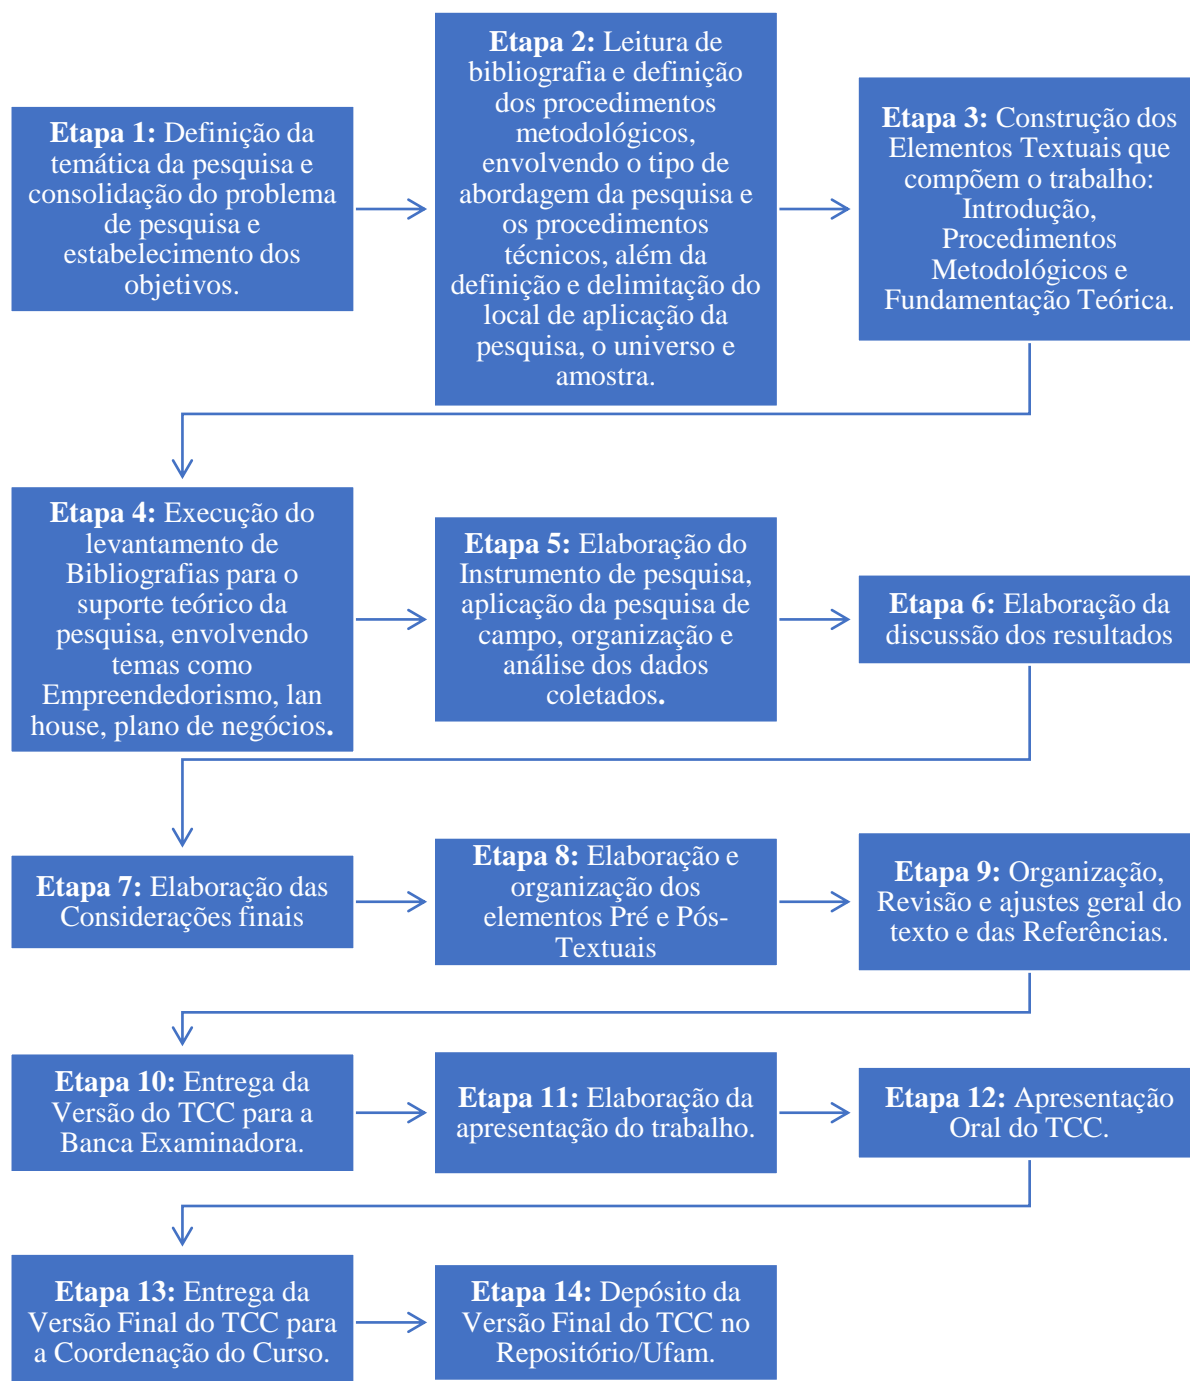 Etapa 1: Definição da
temática da pesquisa e
consolidação do problema
de pesquisa e
estabelecimento dos
objetivos.
Etapa 2: Leitura de
bibliografia e definição
dos procedimentos
metodológicos,
envolvendo o tipo de
abordagem da pesquisa e
os procedimentos
técnicos, além da
definição e delimitação do
local de aplicação da
pesquisa, o universo e
amostra.
Etapa 3: Construção dos
Elementos Textuais que
compõem o trabalho:
Introdução,
Procedimentos
Metodológicos e
Fundamentação Teórica.
Etapa 4: Execução do
levantamento de
Bibliografias para o
suporte teórico da
pesquisa, envolvendo
temas como
Empreendedorismo, lan
house, plano de negócios.
Etapa 5: Elaboração do
Instrumento de pesquisa,
aplicação da pesquisa de
campo, organização e
análise dos dados
coletados.
Etapa 6: Elaboração da
discussão dos resultados
Etapa 7: Elaboração das
Considerações finais
Etapa 8: Elaboração e
organização dos
elementos Pré e Pós-
Textuais
Etapa 9: Organização,
Revisão e ajustes geral do
texto e das Referências.
Etapa 10: Entrega da
Versão do TCC para a
Banca Examinadora.
Etapa 11: Elaboração da
apresentação do trabalho.
Etapa 12: Apresentação
Oral do TCC.
Etapa 13: Entrega da
Versão Final do TCC para
a Coordenação do Curso.
Etapa 14: Depósito da
Versão Final do TCC no
Repositório/Ufam.